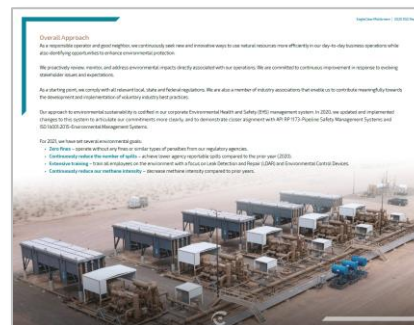 Overall Approach
As a responsible operator and good neighbor, we continuously seek new and innovative ways to use natural resources more efficiently in our day-to-day business operations while
also identifying opportunities to enhance environmental protection.
We proactively review, monitor, and address environmental impacts directly associated with our operations. We are committed to continuous improvement in response to evolving
stakeholder issues and expectations.
As a starting point, we comply with all relevant local, state and federal regulations. We are also a member of industry associations that enable us to contribute meaningfully towards
the development and implementation of voluntary industry best practices.
Our approach to environmental sustainability is codified in our corporate Environmental Health and Safety (EHS) management system. In 2020, we updated and implemented
changes to this system to articulate our commitments more clearly, and to demonstrate closer alignment with API RP 1173-Pipeline Safety Management Systems and
ISO 14001:2015-Environmental Management Systems.
For 2021, we have set several environmental goals:
• Zero fines – operate without any fines or similar types of penalties from our regulatory agencies.
• Continuously reduce the number of spills – achieve lower agency reportable spills compared to the prior year (2020).
• Extensive training – train all employees on the environment with a focus on Leak Detection and Repair (LDAR) and Environmental Control Devices.
• Continuously reduce our methane intensity – decrease methane intensity compared to prior years.